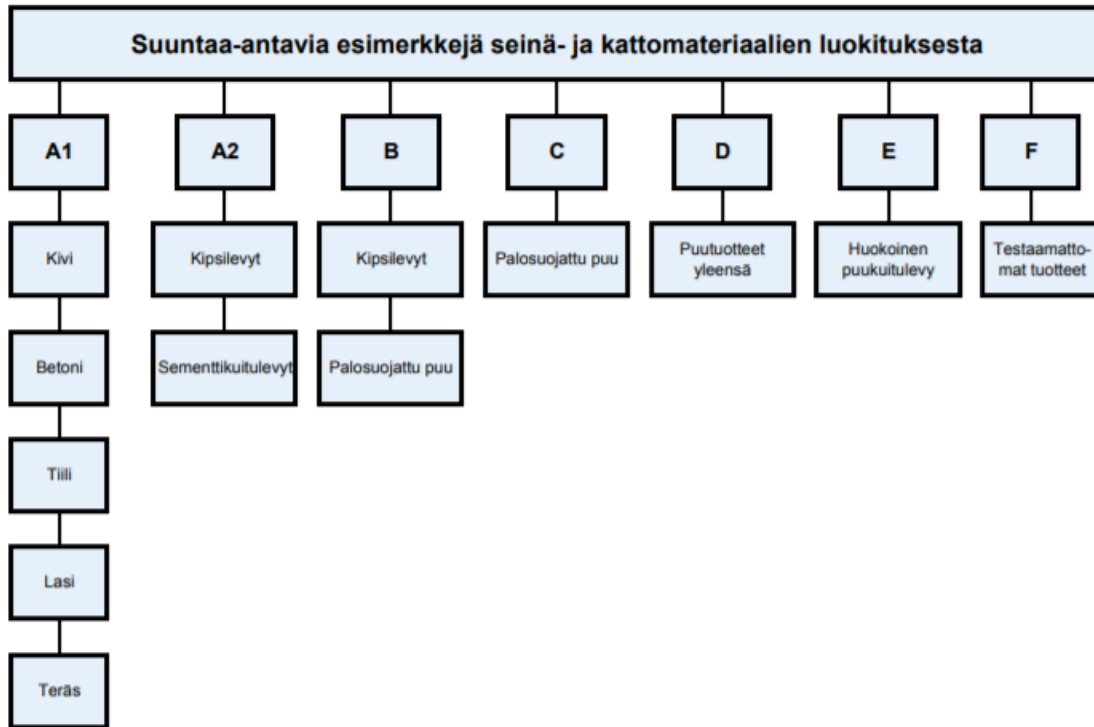 Suuntaa-antavia esimerkkejä seinä- ja kattomateriaalien luokituksesta
A1
A2
B
C
D
E
F
Kivi
Kipsilevyt
Kipsilevyt
Palosuojattu puu
Puutuotteet
yleensä
Huokoinen
puukuitulevy
Testaamatto-
mat tuotteet
Betoni
Sementtikuitulevyt
Palosuojattu puu
Tiili
Lasi
Teräs